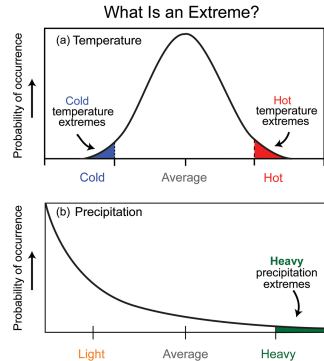 What Is an Extreme?
(a) Temperature
Probability of occurrence
Cold
temperature
extremes
Hot
temperature
extremes
Cold
Average
Hot
(b) Precipitation
Probability of occurrence
Heavy
precipitation
extremes
Light
Average
Heavy